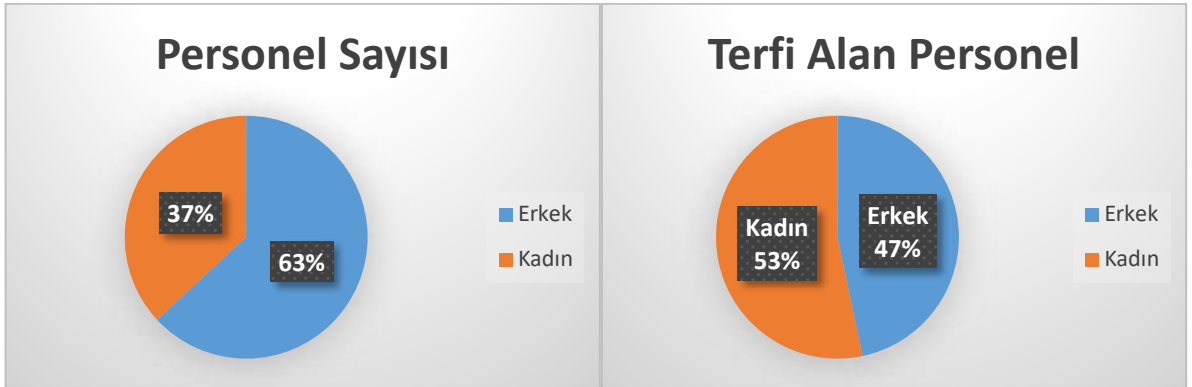 Personel Sayısı
37%
63%
Erkek
Kadın
Terfi Alan Personel
Kadın
53%
Erkek
47%
Erkek
Kadın